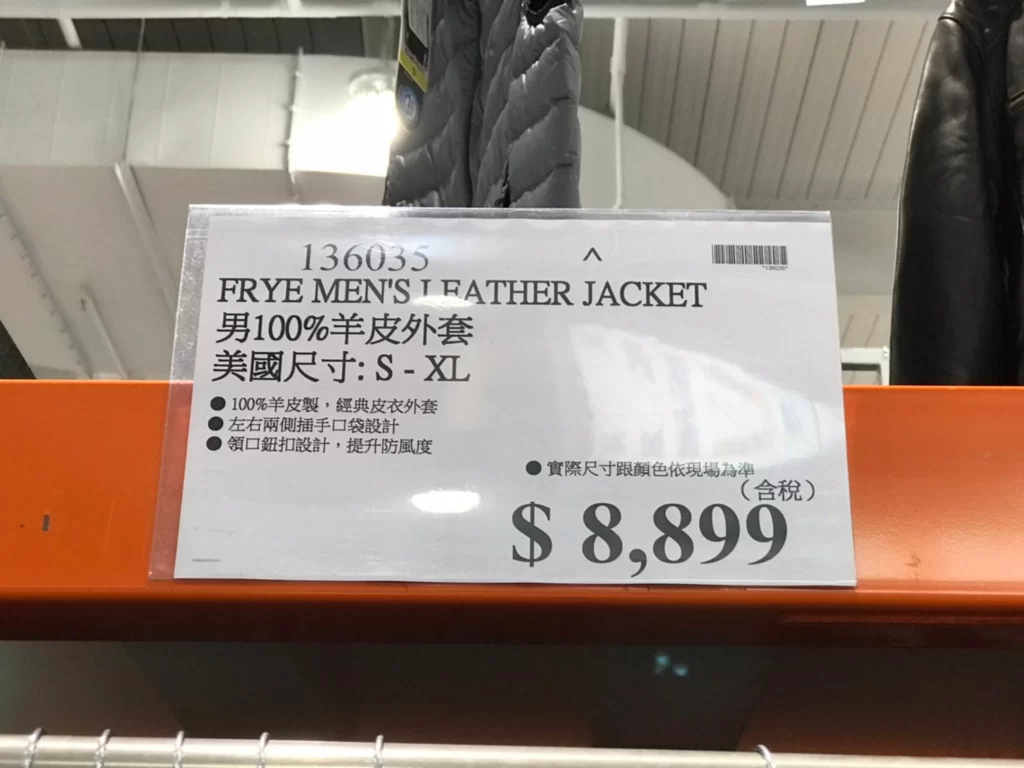 136035
^
*136035*
FRYE MEN'S LEATHER JACKET
男100%羊皮外套
美國尺寸: S - XL
● 100%羊皮製，經典皮衣外套
● 左右兩側插手口袋設計
● 領口鈕扣設計，提升防風度
● 實際尺寸跟顏色依現場為準
（含稅）
$ 8,899